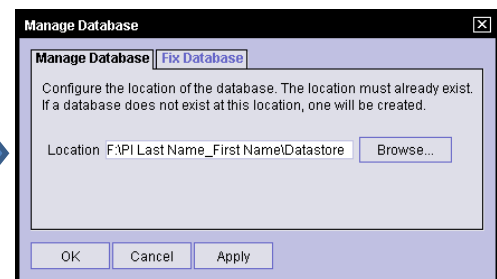 Manage Database
Manage Database Fix Database
Configure the location of the database. The location must already exist.
If a database does not exist at this location, one will be created.
Location F:\PI Last Name_First Name\Datastore Browse...
OK Cancel Apply